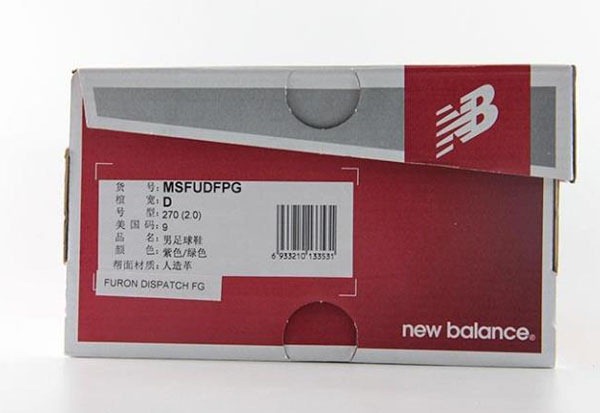 NB
货 号: MSFUDFPG
楦 宽: D
号 型: 270 (2.0)
美 国 码: 9
品 名: 男足球鞋
颜 色: 紫色/绿色
帮面材质: 人造革
6 933210 133531
FURON DISPATCH FG
new balance®